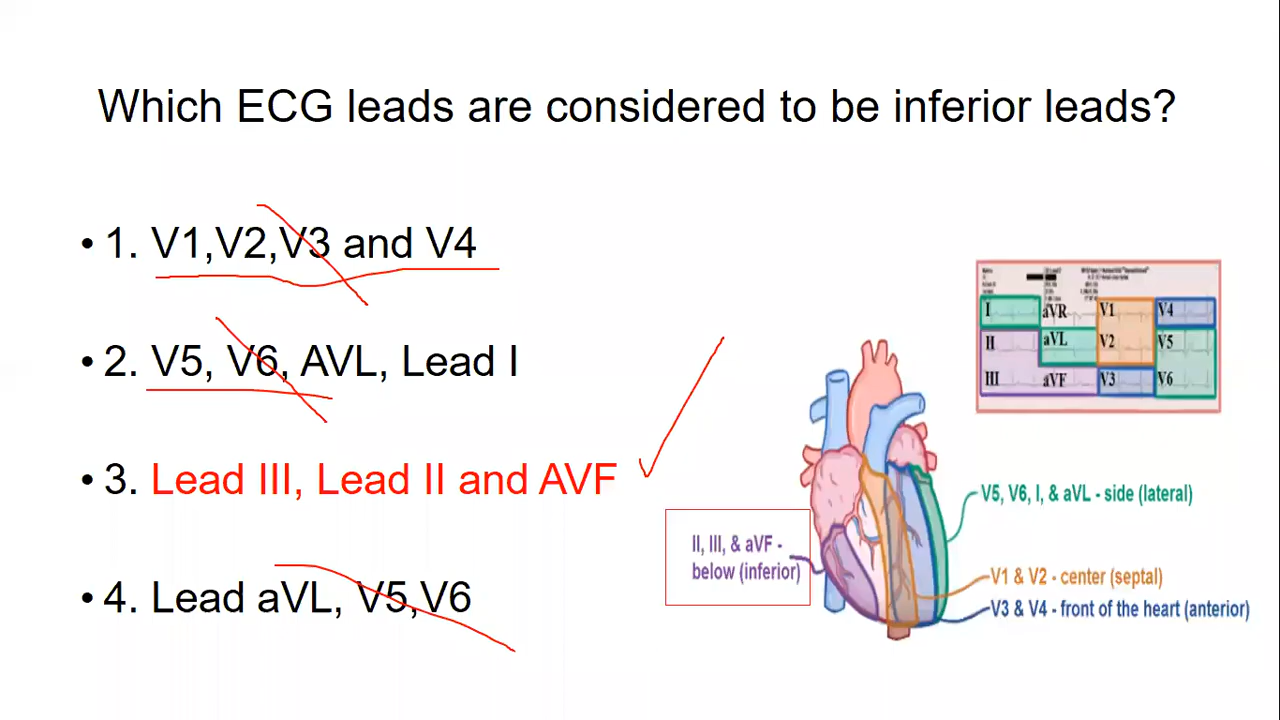 Which ECG leads are considered to be inferior leads?
• 1. V1,V2,V3 and V4
• 2. V5, V6, AVL, Lead I
• 3. Lead III, Lead II and AVF
• 4. Lead aVL, V5,V6
I aVR V1 V4
II aVL V2 V5
III aVF V3 V6
V5, V6, I, & aVL - side (lateral)
II, III, & aVF -
below (inferior)
V1 & V2 - center (septal)
V3 & V4 - front of the heart (anterior)